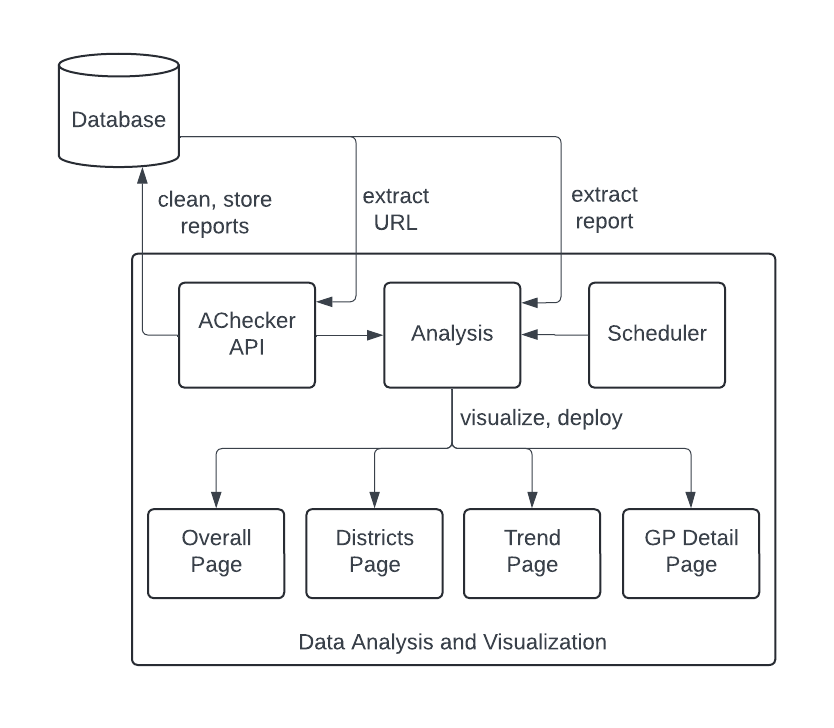 Database
clean, store
reports
extract
URL
extract
report
AChecker
API
Analysis
Scheduler
visualize, deploy
Overall
Page
Districts
Page
Trend
Page
GP Detail
Page
Data Analysis and Visualization